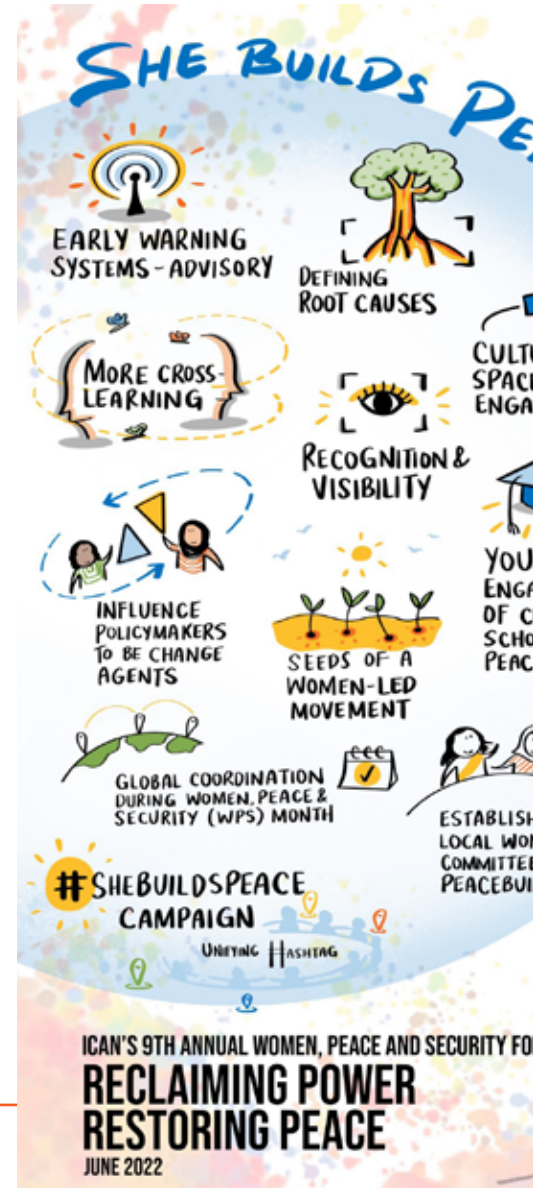 SHE BUILDS
EARLY WARNING
SYSTEMS - ADVISORY
DEFINING
ROOT CAUSES
MORE CROSS-
LEARNING
RECOGNITION &
VISIBILITY
INFLUENCE
POLICYMAKERS
TO BE CHANGE
AGENTS
SEEDS OF A
WOMEN-LED
MOVEMENT
GLOBAL COORDINATION
DURING WOMEN, PEACE &
SECURITY (WPS) MONTH
OF
LOCAL
#SHEBUILDSPEACE
CAMPAIGN
UNIFYING HASHTAG
ICAN'S 9TH ANNUAL WOMEN, PEACE AND SECURITY
RECLAIMING POWER
RESTORING PEACE
JUNE 2022